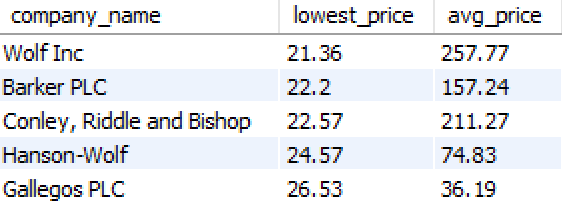 company_name lowest_price avg_price
Wolf Inc 21.36 257.77
Barker PLC 22.2 157.24
Conley, Riddle and Bishop 22.57 211.27
Hanson-Wolf 24.57 74.83
Gallegos PLC 26.53 36.19